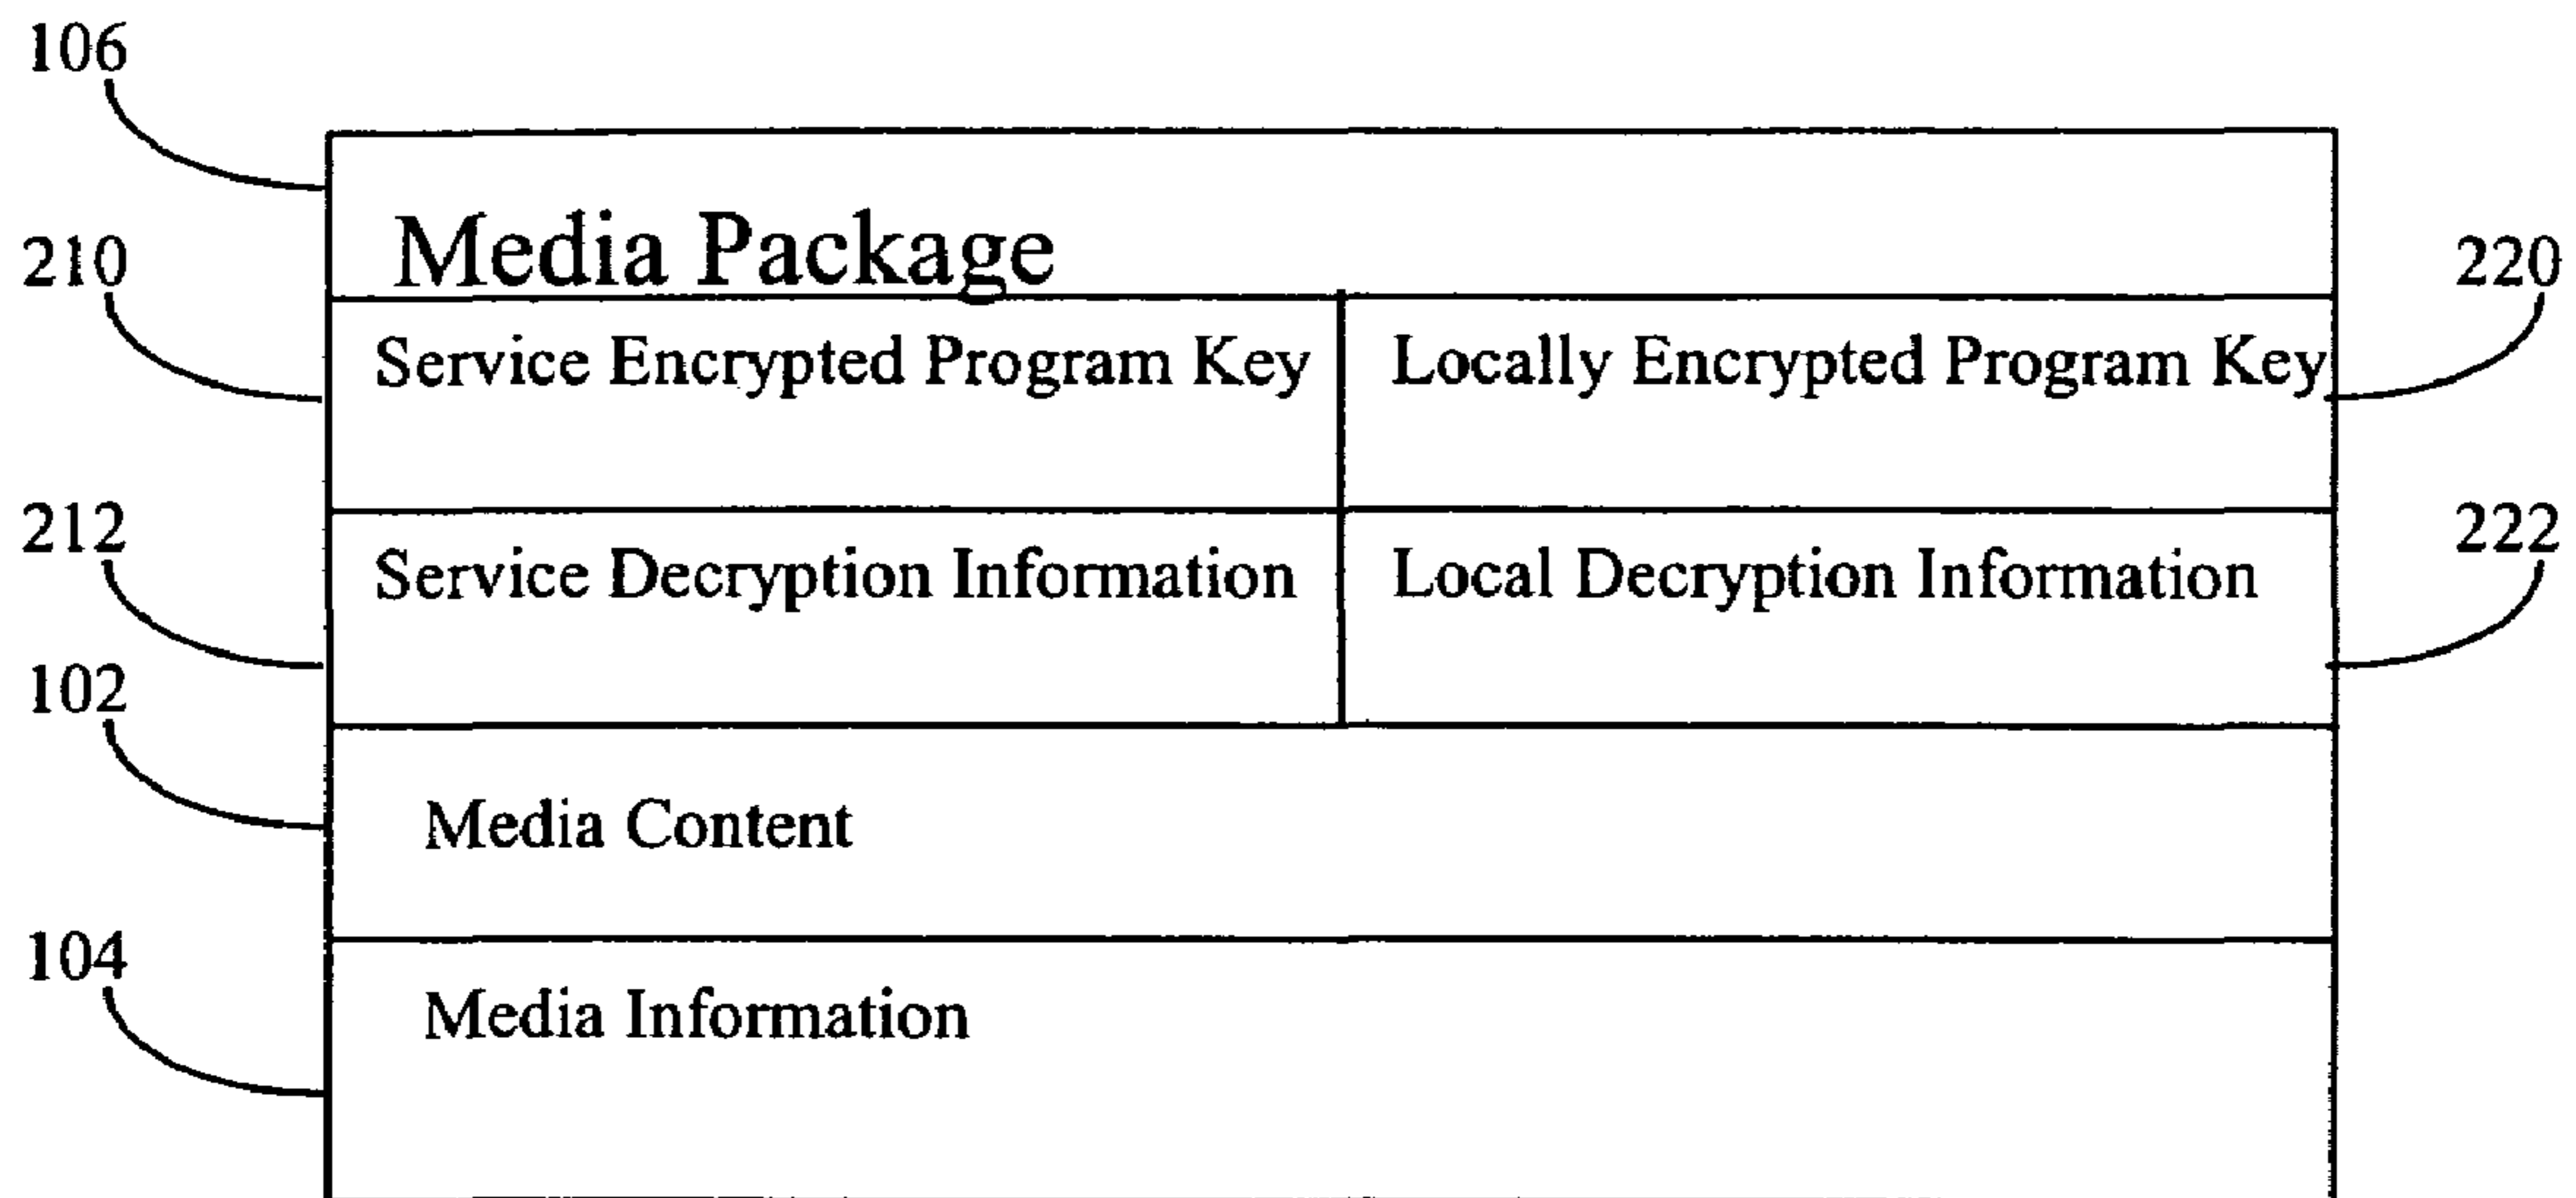 106
Media Package
210
220
Service Encrypted Program Key
Locally Encrypted Program Key
212
222
Service Decryption Information
Local Decryption Information
102
Media Content
104
Media Information